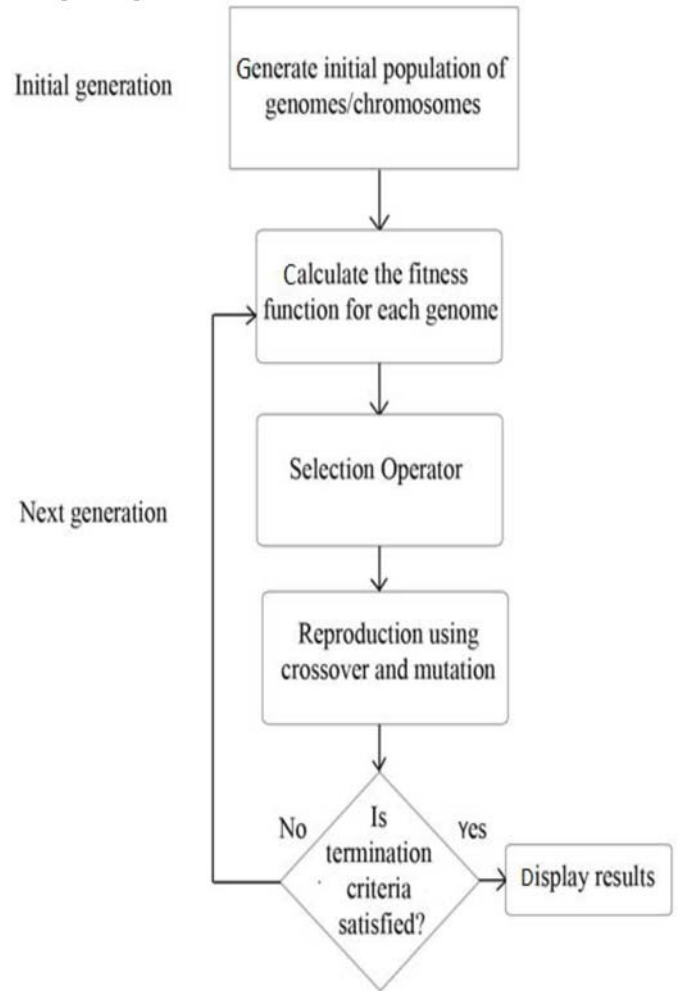 Generate initial population of
genomes/chromosomes
Initial generation
Calculate the fitness
function for each genome
Selection Operator
Next generation
Reproduction using
crossover and mutation
Is
termination
criteria
satisfied?
No
Yes
Display results